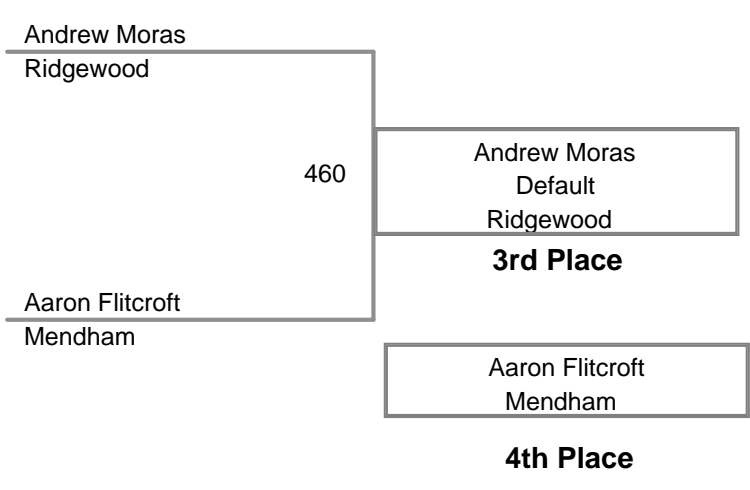 Andrew Moras
Ridgewood
460
Andrew Moras
Default
Ridgewood
3rd Place
Aaron Flitcroft
Mendham
Aaron Flitcroft
Mendham
4th Place